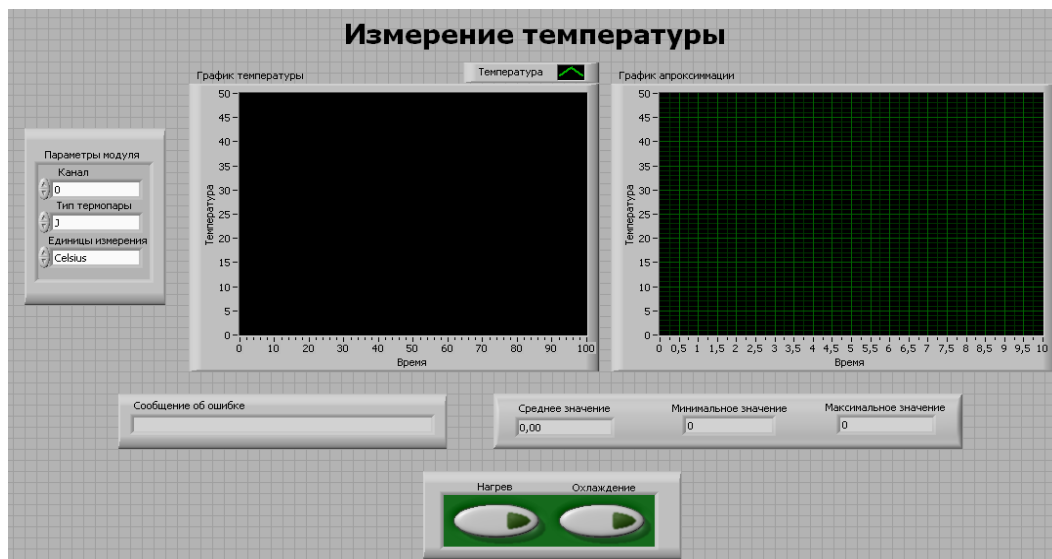 Измерение температуры
График температуры
Температура
График апроксиммации
50
45
40
35
30
25
20
15
10
5
0
Температура
0 10 20 30 40 50 60 70 80 90 100
Время
50
45
40
35
30
25
20
15
10
5
0
Температура
0 0,5 1 1,5 2 2,5 3 3,5 4 4,5 5 5,5 6 6,5 7 7,5 8 8,5 9 9,5 10
Время
Параметры модуля
Канал
0
Тип термопары
J
Единицы измерения
Celsius
Сообщение об ошибке
Среднее значение
0,00
Минимальное значение
0
Максимальное значение
0
Нагрев
Охлаждение